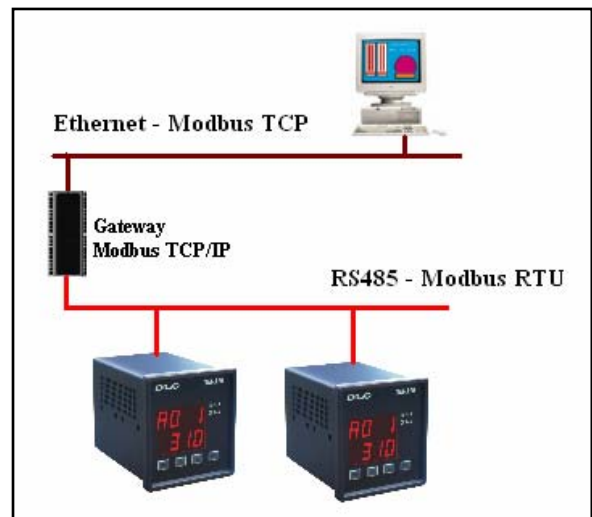 Ethernet - Modbus TCP
Gateway
Modbus TCP/IP
RS485 - Modbus RTU
A0 1
310
A0 1
310